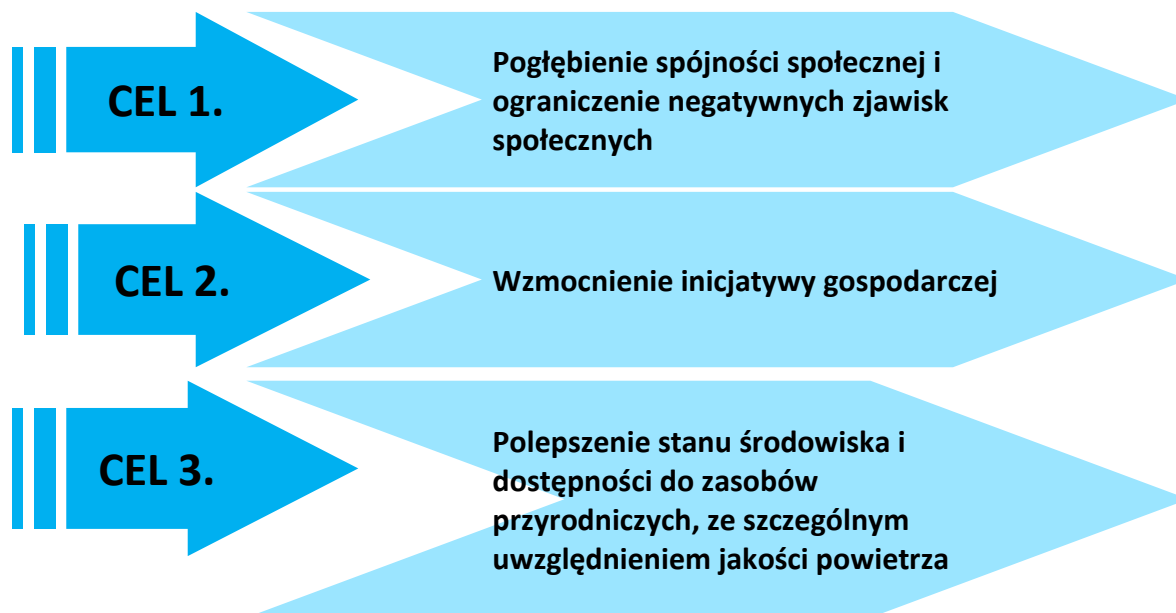 CEL 1.
Pogłębienie spójności społecznej i
ograniczenie negatywnych zjawisk
społecznych
CEL 2.
Wzmocnienie inicjatywy gospodarczej
CEL 3.
Polepszenie stanu środowiska i
dostępności do zasobów
przyrodniczych, ze szczególnym
uwzględnieniem jakości powietrza